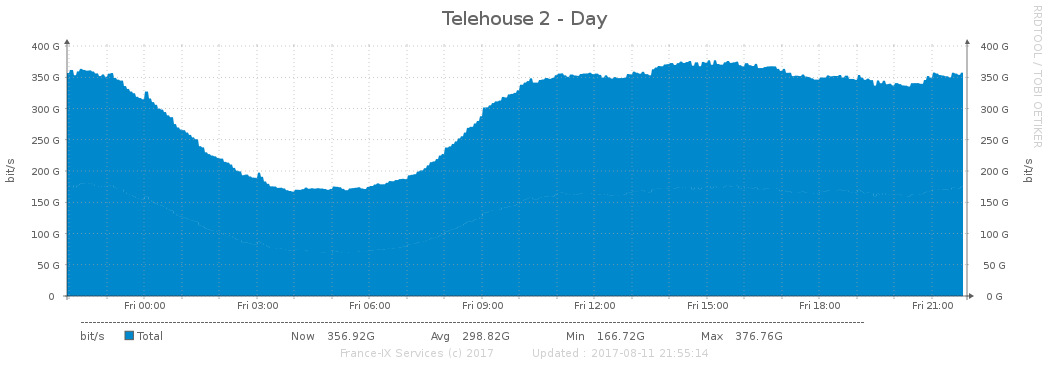 Telehouse 2 - Day
RRDTOOL / TOBI OETIKER
bit/s
400 G
350 G
300 G
250 G
200 G
150 G
100 G
50 G
0
400 G
350 G
300 G
250 G
200 G
150 G
100 G
50 G
0 G
bit/s
Fri 00:00 Fri 03:00 Fri 06:00 Fri 09:00 Fri 12:00 Fri 15:00 Fri 18:00 Fri 21:00
bit/s Total Now 356.92G Avg 298.82G Min 166.72G Max 376.76G
France-IX Services (c) 2017 Updated : 2017-08-11 21:55:14